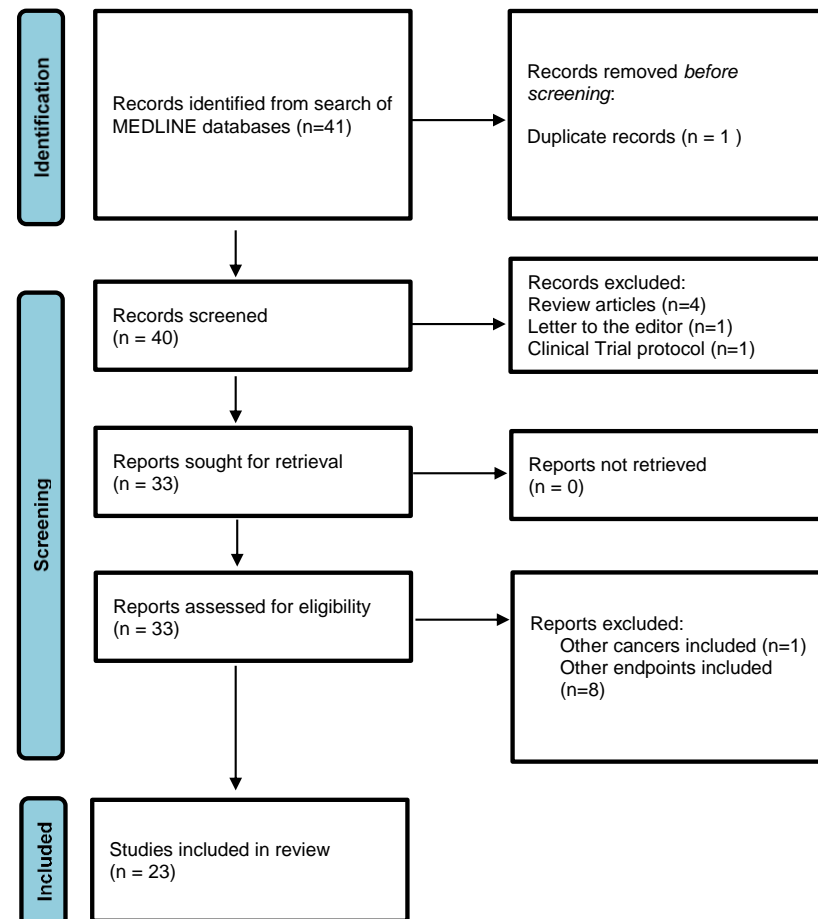 Identification
Records identified from search of
MEDLINE databases (n=41)
Records removed before
screening:
Duplicate records (n = 1 )
Screening
Records screened
(n = 40)
Records excluded:
Review articles (n=4)
Letter to the editor (n=1)
Clinical Trial protocol (n=1)
Reports sought for retrieval
(n = 33)
Reports not retrieved
(n = 0)
Reports assessed for eligibility
(n = 33)
Reports excluded:
Other cancers included (n=1)
Other endpoints included
(n=8)
Included
Studies included in review
(n = 23)